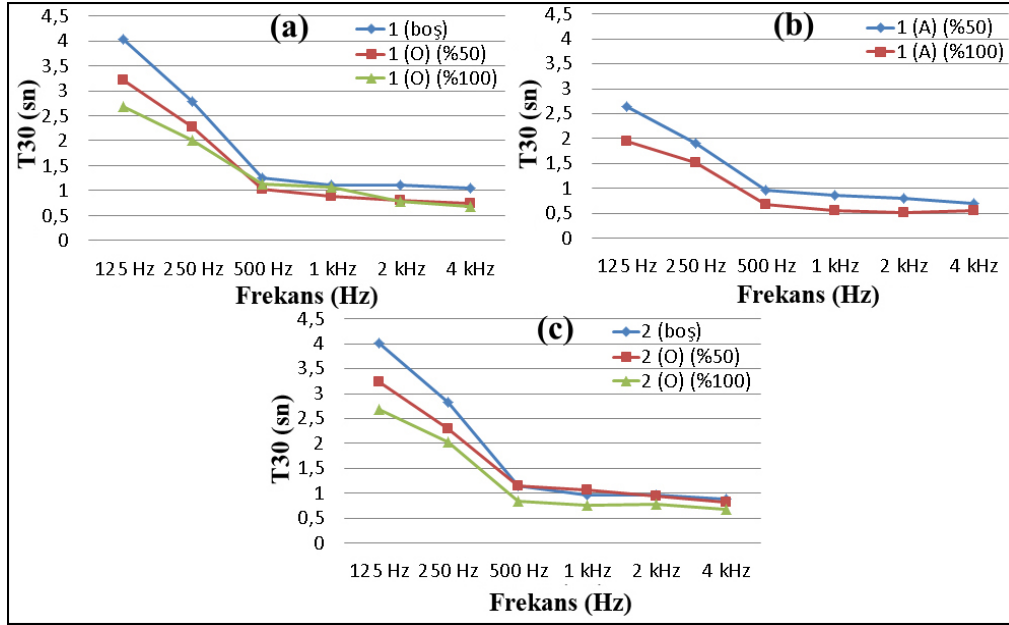 (a)
1 (boş)
1 (O) (%50)
1 (O) (%100)
4,5
4
3,5
3
2,5
2
1,5
1
0,5
0
T30 (sn)
125 Hz 250 Hz 500 Hz 1 kHz 2 kHz 4 kHz
Frekans (Hz)
(b)
1 (A) (%50)
1 (A) (%100)
4,5
4
3,5
3
2,5
2
1,5
1
0,5
0
T30 (sn)
125 Hz 250 Hz 500 Hz 1 kHz 2 kHz 4 kHz
Frekans (Hz)
(c)
2 (boş)
2 (O) (%50)
2 (O) (%100)
4,5
4
3,5
3
2,5
2
1,5
1
0,5
0
T30 (sn)
125 Hz 250 Hz 500 Hz 1 kHz 2 kHz 4 kHz
Frekans (Hz)